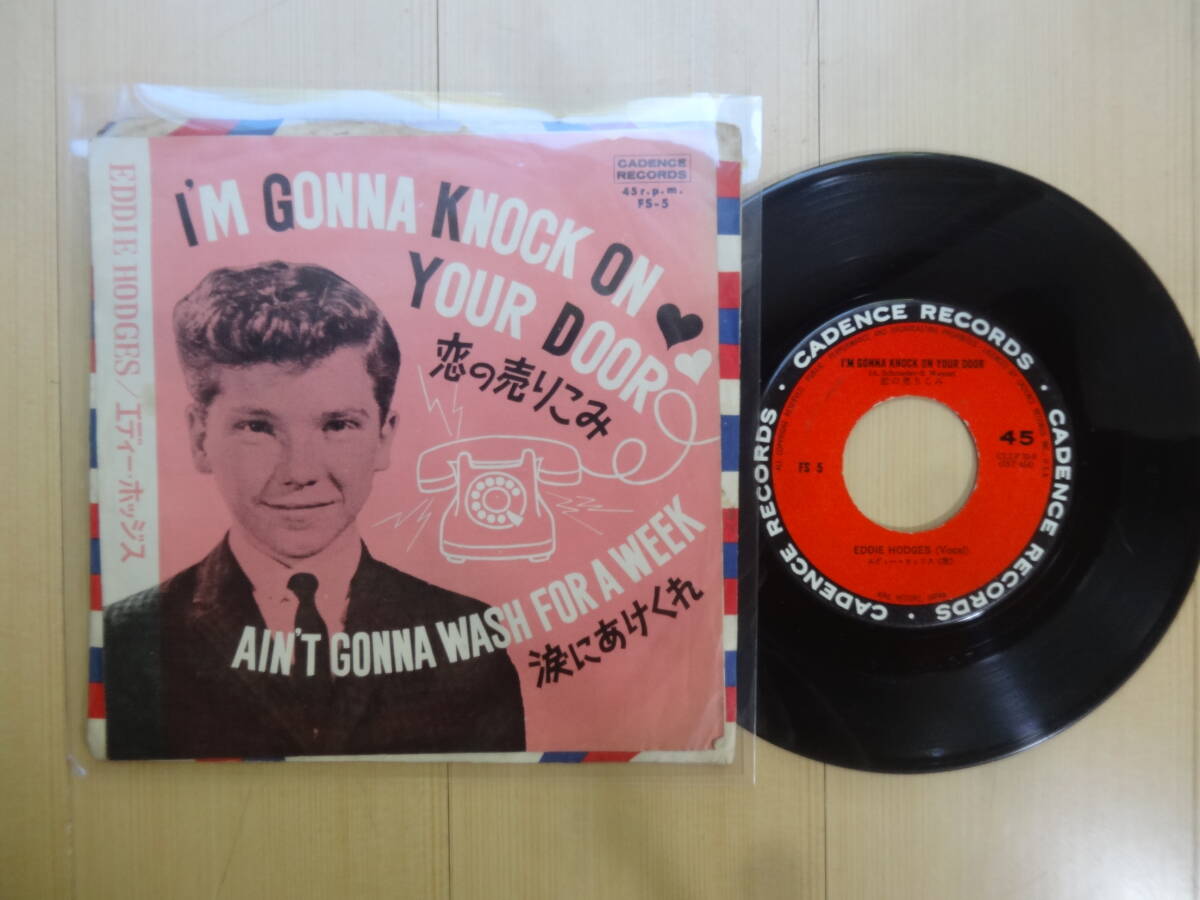 EDDIE HODGES/エディー・ホッジス
I'M GONNA KNOCK ON
YOUR DOOR
恋の売りこみ
CADENCE
RECORDS
45 r.p.m.
FS-5
AIN'T GONNA WASH FOR A WEEK
涙にあけくれ
CADENCE RECORDS · CADENCE RECORDS · CADENCE RECORDS ·
I'M GONNA KNOCK ON YOUR DOOR
恋の売りこみ
FS 5
45
EDDIE HODGES (Vocal)